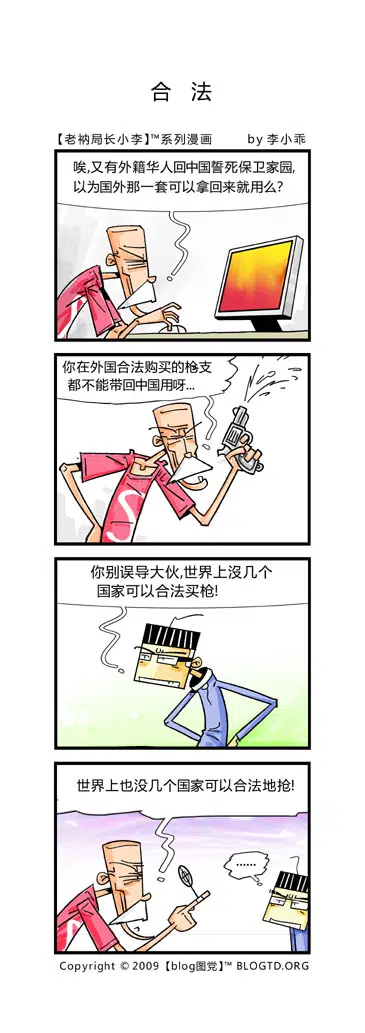 合 法
【老衲局长小李】™系列漫画 by 李小乖
唉,又有外籍华人回中国誓死保卫家园,
以为国外那一套可以拿回来就用么?
你在外国合法购买的枪支
都不能带回中国用呀...
你别误导大伙,世界上沒几个
国家可以合法买枪!
世界上也没几个国家可以合法地抢!
......
Copyright © 2009【blog图党】™ BLOGTD.ORG